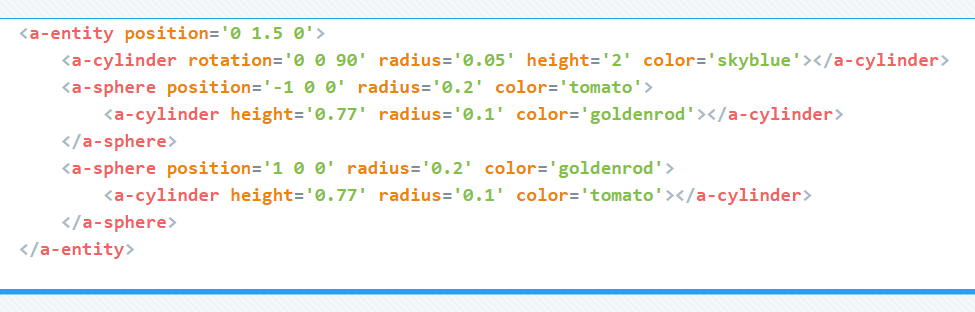 <a-entity position='0 1.5 0'>
    <a-cylinder rotation='0 0 90' radius='0.05' height='2' color='skyblue'></a-cylinder>
    <a-sphere position='-1 0 0' radius='0.2' color='tomato'>
        <a-cylinder height='0.77' radius='0.1' color='goldenrod'></a-cylinder>
    </a-sphere>
    <a-sphere position='1 0 0' radius='0.2' color='goldenrod'>
        <a-cylinder height='0.77' radius='0.1' color='tomato'></a-cylinder>
    </a-sphere>
</a-entity>